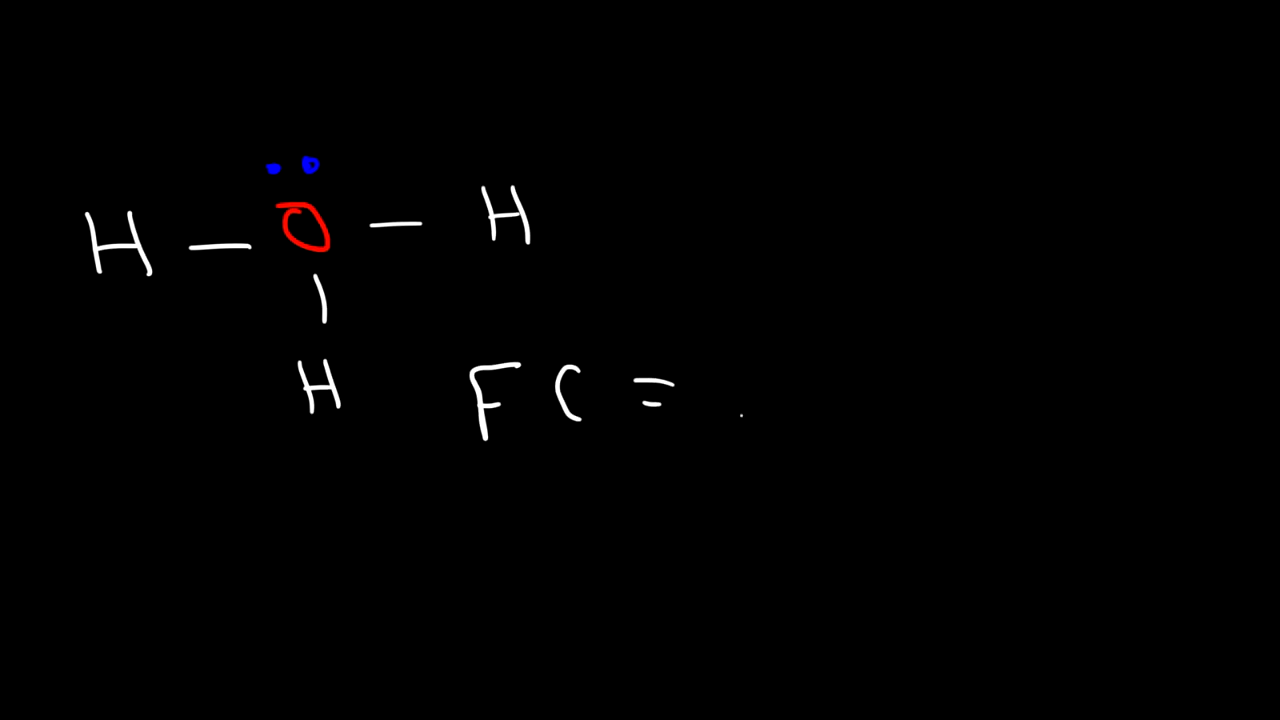 H — O — H
H
FC =